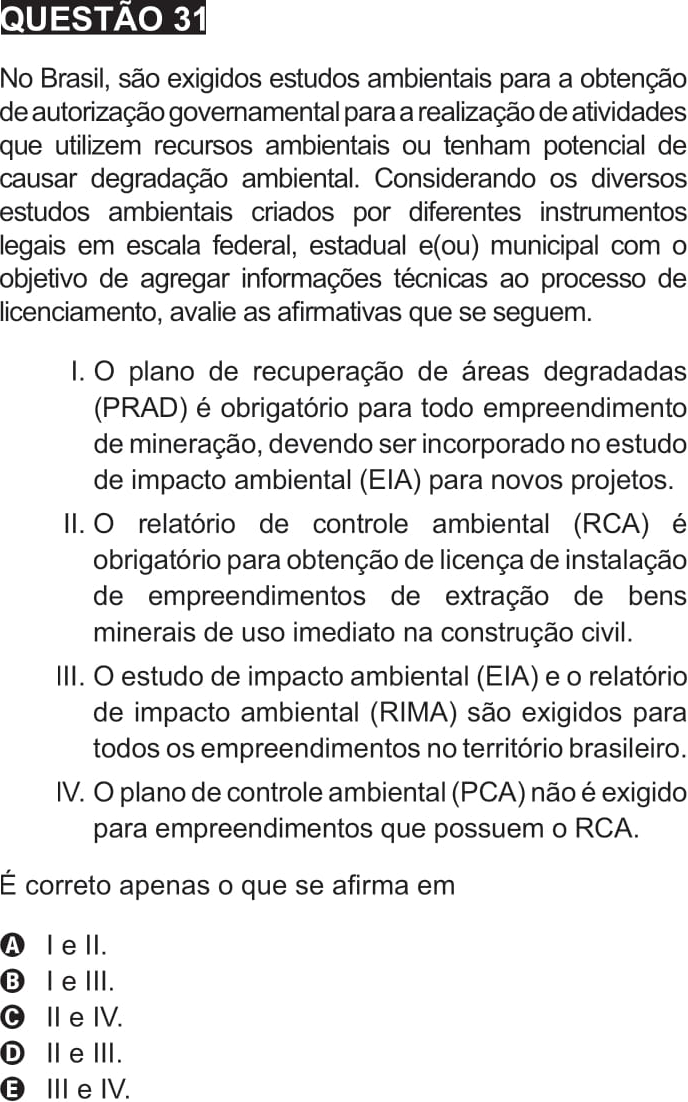 QUESTÃO 31
No Brasil, são exigidos estudos ambientais para a obtenção
de autorização governamental para a realização de atividades
que utilizem recursos ambientais ou tenham potencial de
causar degradação ambiental. Considerando os diversos
estudos ambientais criados por diferentes instrumentos
legais em escala federal, estadual e(ou) municipal com o
objetivo de agregar informações técnicas ao processo de
licenciamento, avalie as afirmativas que se seguem.
I. O plano de recuperação de áreas degradadas
(PRAD) é obrigatório para todo empreendimento
de mineração, devendo ser incorporado no estudo
de impacto ambiental (EIA) para novos projetos.
II. O relatório de controle ambiental (RCA) é
obrigatório para obtenção de licença de instalação
de empreendimentos de extração de bens
minerais de uso imediato na construção civil.
III. O estudo de impacto ambiental (EIA) e o relatório
de impacto ambiental (RIMA) são exigidos para
todos os empreendimentos no território brasileiro.
IV. O plano de controle ambiental (PCA) não é exigido
para empreendimentos que possuem o RCA.
É correto apenas o que se afirma em
A I e II.
B I e III.
C II e IV.
D II e III.
E III e IV.